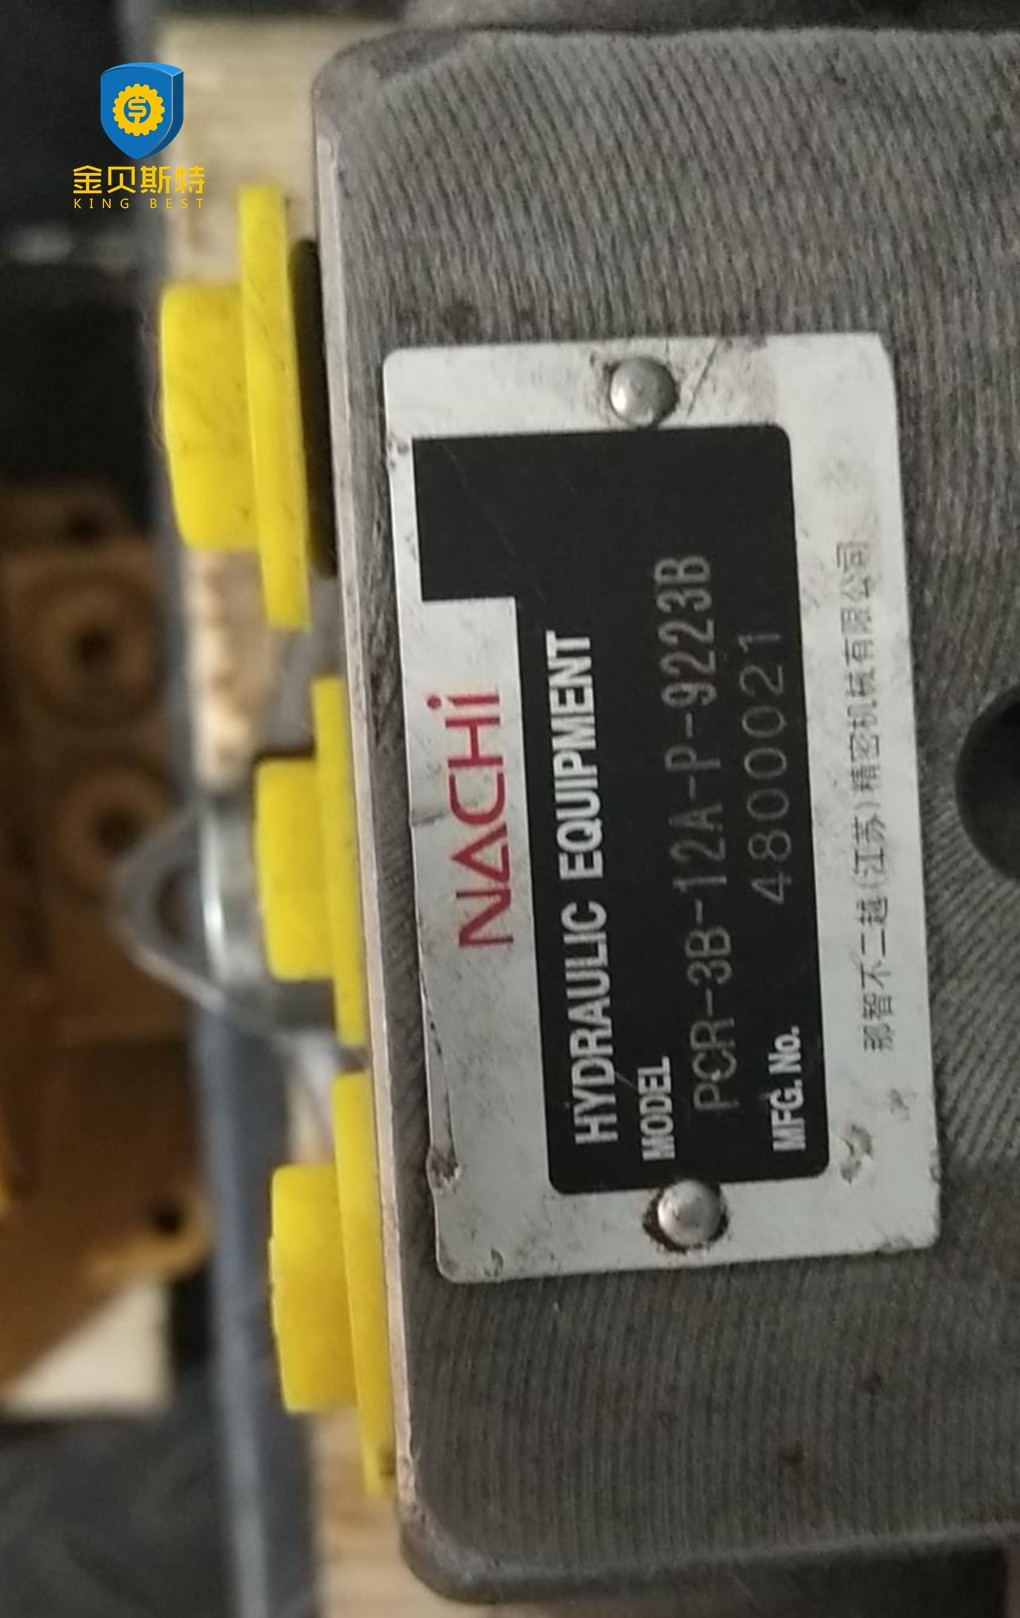 金贝斯特
KING BEST
NACHi
HYDRAULIC EQUIPMENT
MODEL
PCR-3B-12A-P-9223B
MFG. No.
4800021
那智不二越(江苏)精密机械有限公司